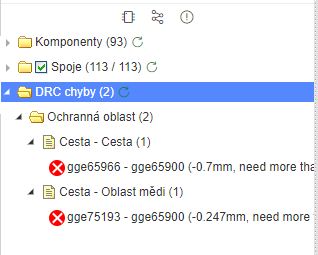 Komponenty (93)
Spoje (113 / 113)
DRC chyby (2)
Ochranná oblast (2)
Cesta - Cesta (1)
gge65966 - gge65900 (-0.7mm, need more tha
Cesta - Oblast mědi (1)
gge75193 - gge65900 (-0.247mm, need more